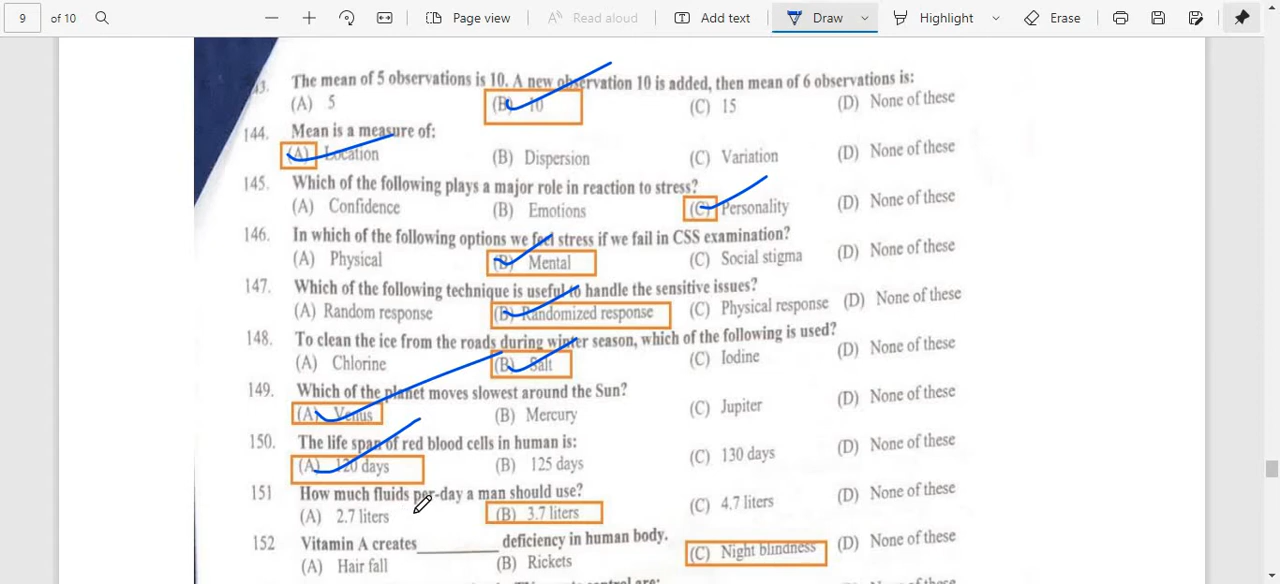 9 of 10 Page view Read aloud Add text Draw Highlight Erase
The mean of 5 observations is 10. A new observation 10 is added, then mean of 6 observations is:
(A) 5 (B) 10 (C) 15 (D) None of these
144. Mean is a measure of:
(A) Location (B) Dispersion (C) Variation (D) None of these
145. Which of the following plays a major role in reaction to stress?
(A) Confidence (B) Emotions (C) Personality (D) None of these
146. In which of the following options we feel stress if we fail in CSS examination?
(A) Physical (B) Mental (C) Social stigma (D) None of these
147. Which of the following technique is useful to handle the sensitive issues?
(A) Random response (B) Randomized response (C) Physical response (D) None of these
148. To clean the ice from the roads during winter season, which of the following is used?
(A) Chlorine (B) Salt (C) Iodine (D) None of these
149. Which of the planet moves slowest around the Sun?
(A) Venus (B) Mercury (C) Jupiter (D) None of these
150. The life span of red blood cells in human is:
(A) 120 days (B) 125 days (C) 130 days (D) None of these
151 How much fluids per-day a man should use?
(A) 2.7 liters (B) 3.7 liters (C) 4.7 liters (D) None of these
152 Vitamin A creates__________ deficiency in human body.
(A) Hair fall (B) Rickets (C) Night blindness (D) None of these